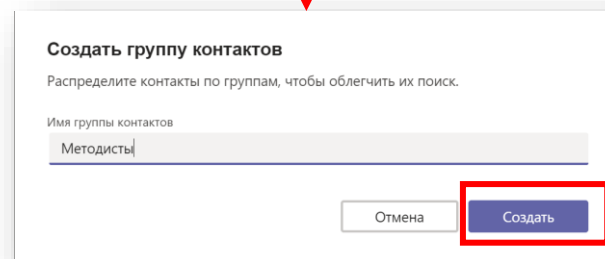 Создать группу контактов
Распределите контакты по группам, чтобы облегчить их поиск.
Имя группы контактов
Методисты
Отмена
Создать